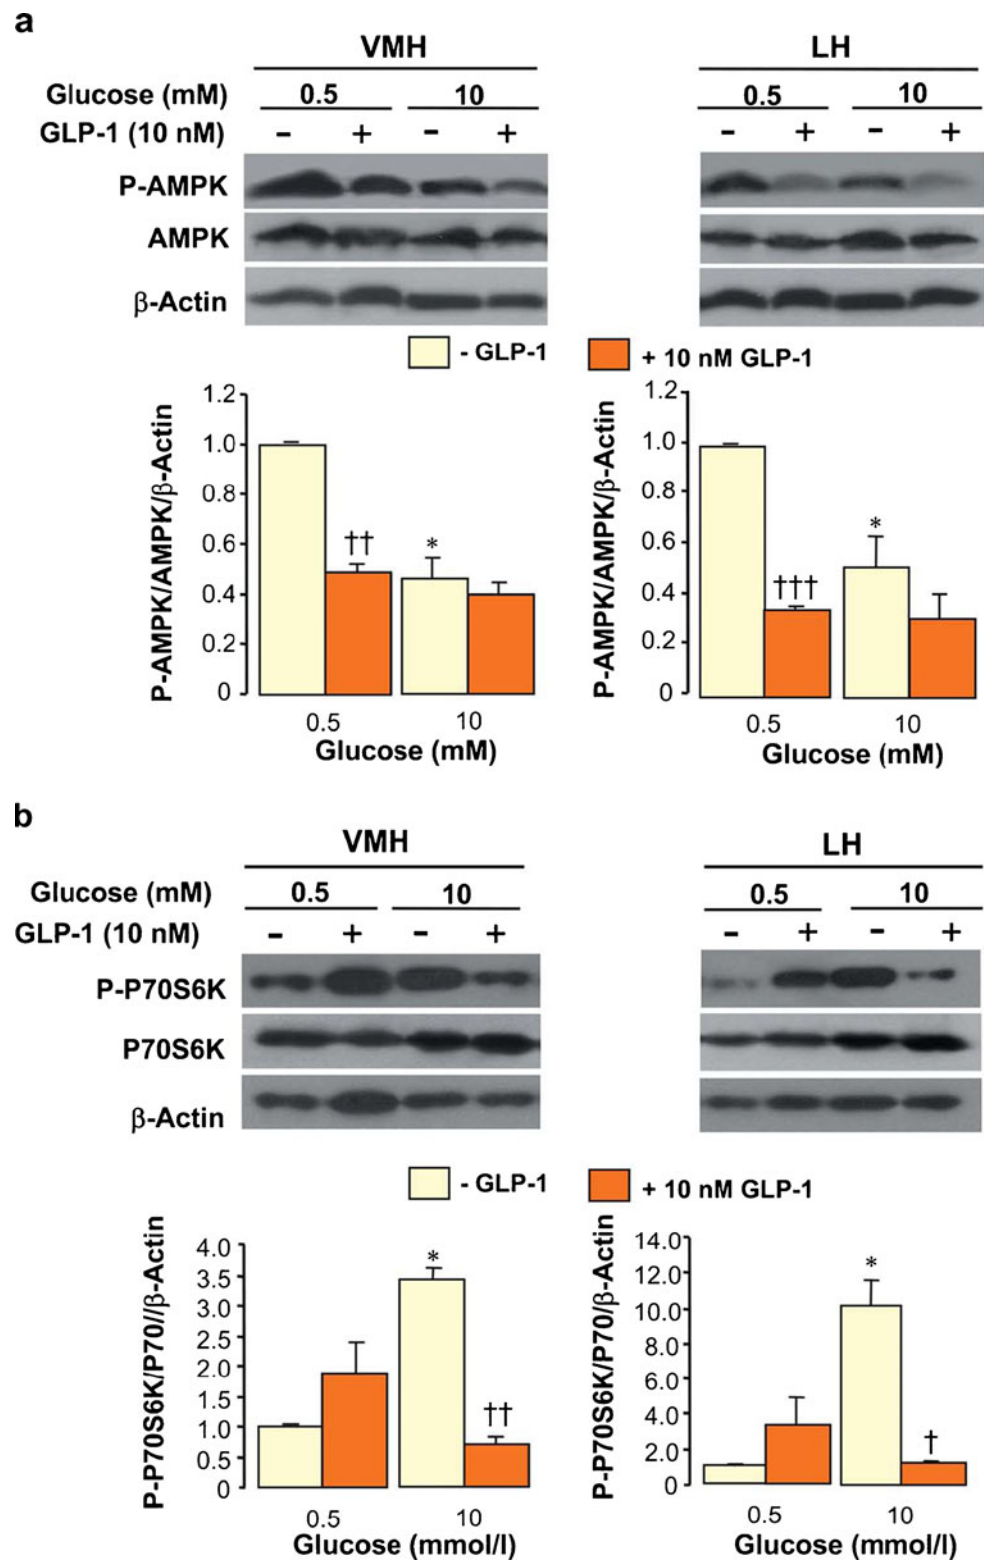 a
VMH LH
Glucose (mM) 0.5 10 0.5 10
GLP-1 (10 nM) - + - + - + - +
P-AMPK
AMPK
β-Actin
- GLP-1 + 10 nM GLP-1
P-AMPK/AMPK/β-Actin
1.2
1.0
0.8
0.6
0.4
0.2
0
††
*
0.5 10
Glucose (mM)
P-AMPK/AMPK/β-Actin
1.2
1.0
0.8
0.6
0.4
0.2
0
†††
*
0.5 10
Glucose (mM)
b
VMH LH
Glucose (mM) 0.5 10 0.5 10
GLP-1 (10 nM) - + - + - + - +
P-P70S6K
P70S6K
β-Actin
- GLP-1 + 10 nM GLP-1
P-P70S6K/P70//β-Actin
4.0
3.5
3.0
2.5
2.0
1.5
1.0
0.5
0
*
††
0.5 10
Glucose (mmol/l)
P-P70S6K/P70//β-Actin
14.0
12.0
10.0
8.0
6.0
4.0
2.0
0
*
†
0.5 10
Glucose (mmol/l)